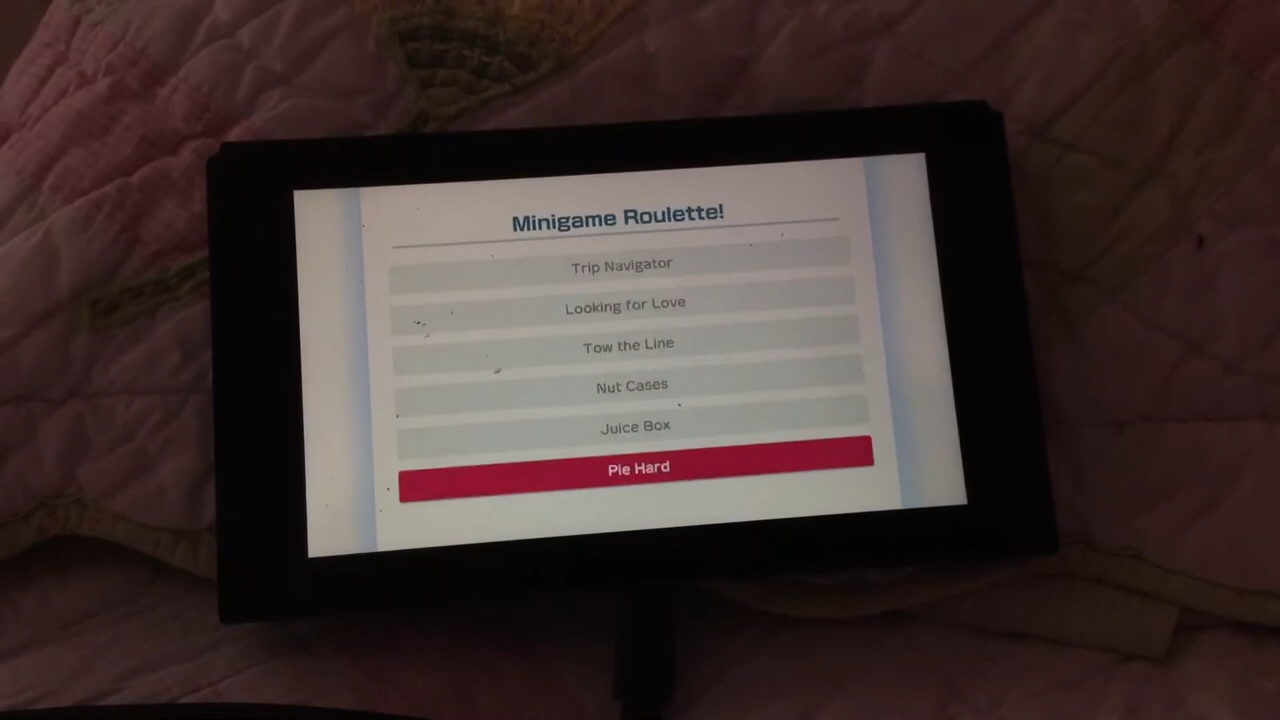 Minigame Roulette!
Trip Navigator
Looking for Love
Tow the Line
Nut Cases
Juice Box
Pie Hard